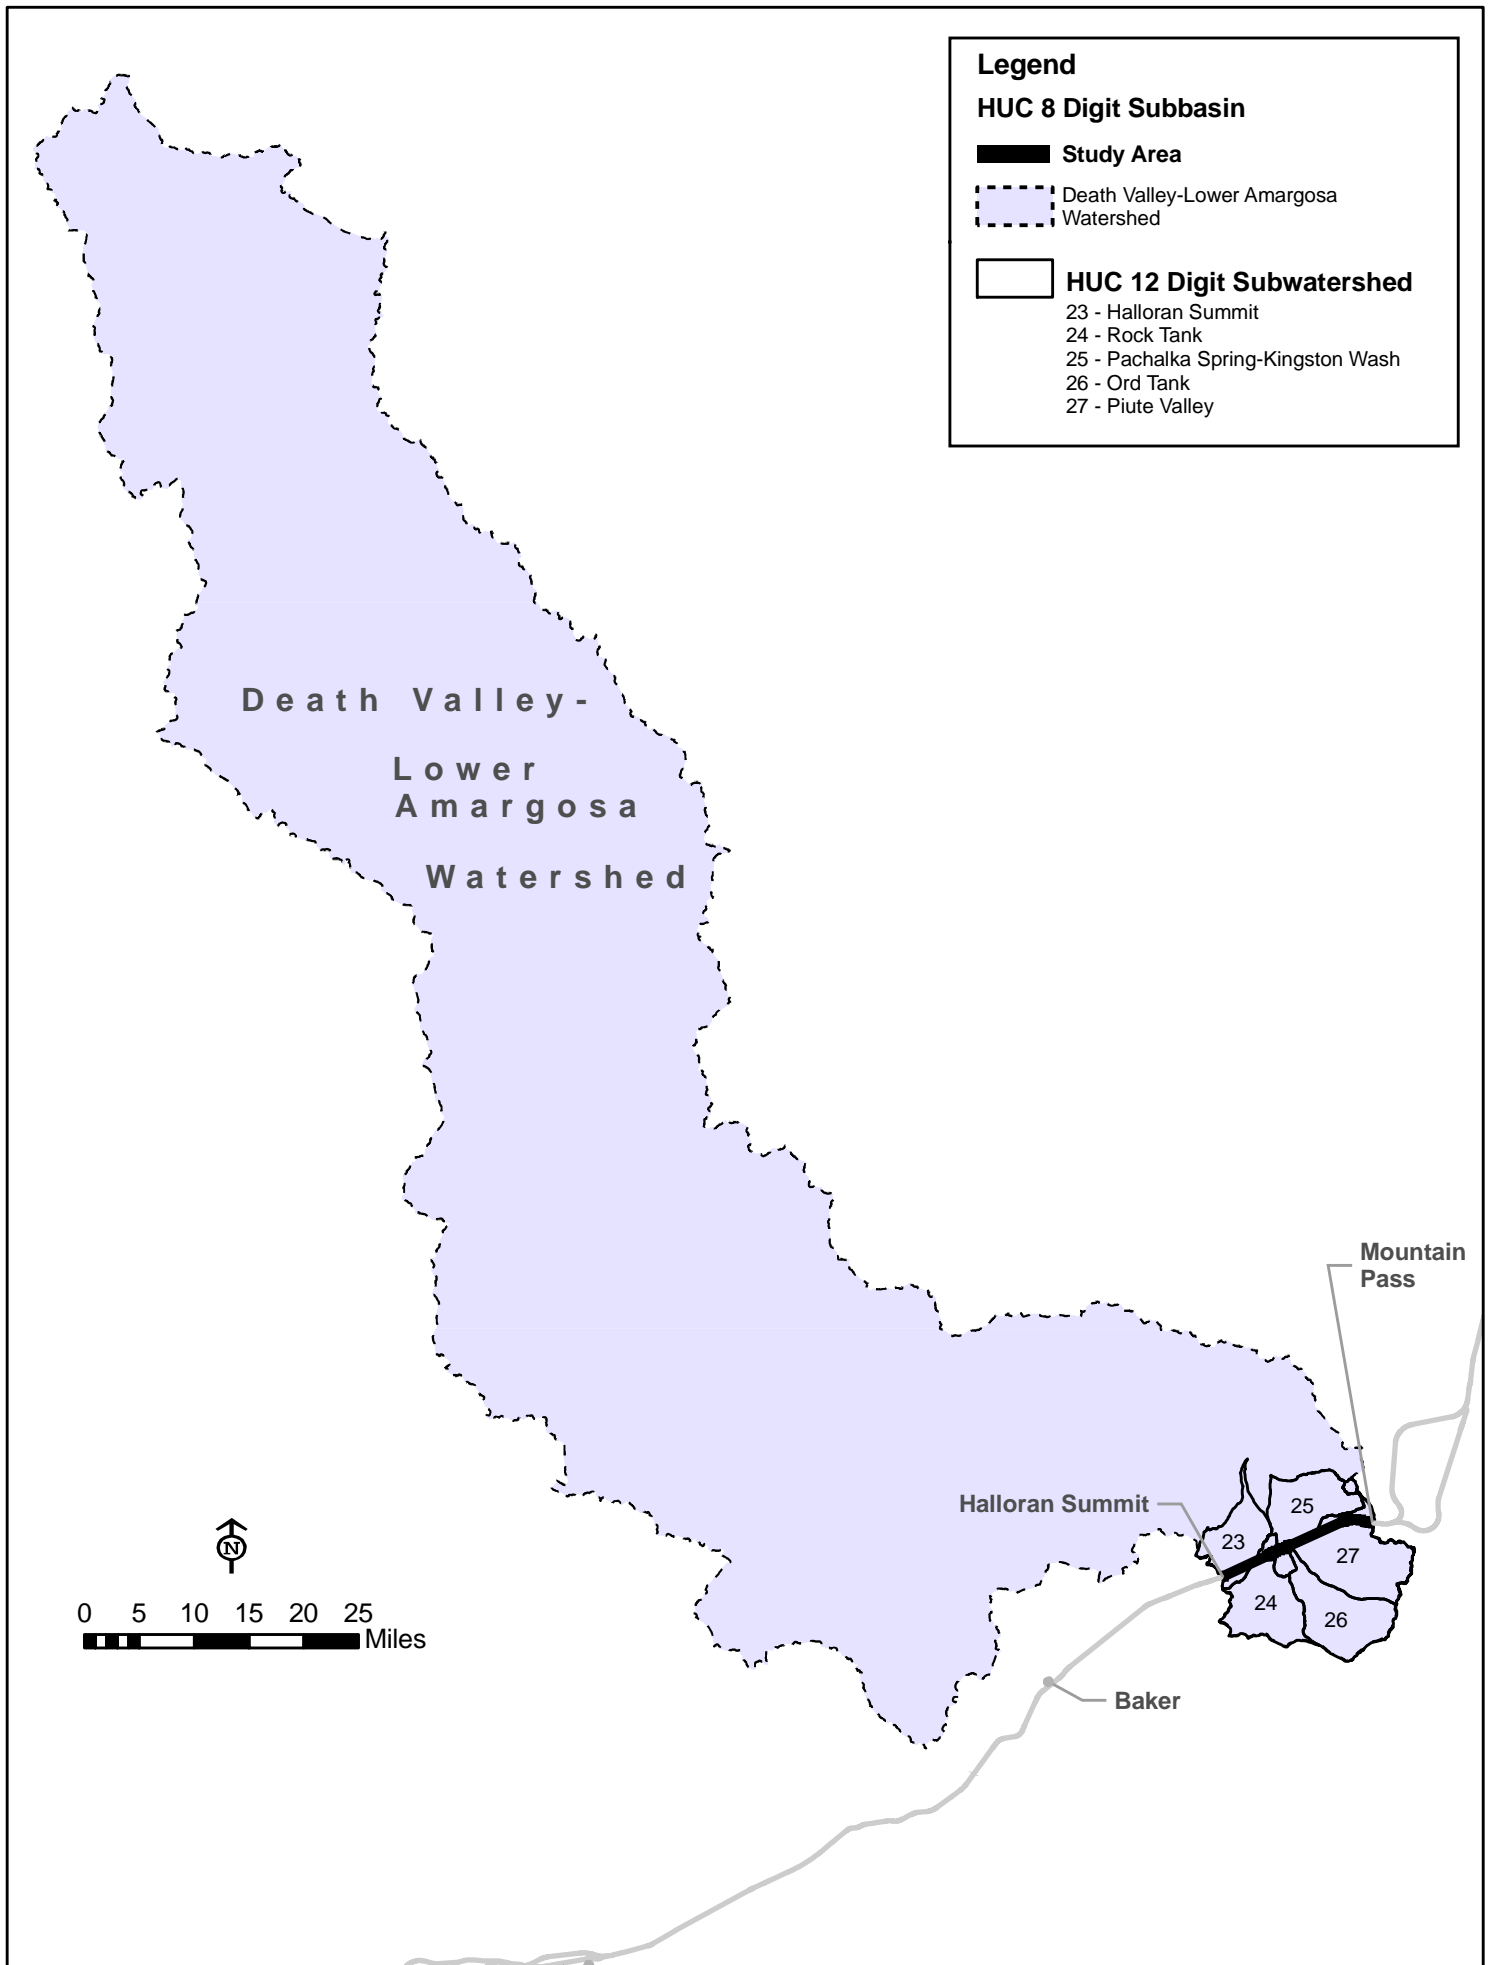 Legend
HUC 8 Digit Subbasin
Study Area
Death Valley-Lower Amargosa
Watershed
HUC 12 Digit Subwatershed
23 - Halloran Summit
24 - Rock Tank
25 - Pachalka Spring-Kingston Wash
26 - Ord Tank
27 - Piute Valley
Death Valley-
Lower
Amargosa
Watershed
Mountain
Pass
Halloran Summit
25
23
27
24
26
N
0 5 10 15 20 25
Miles
Baker